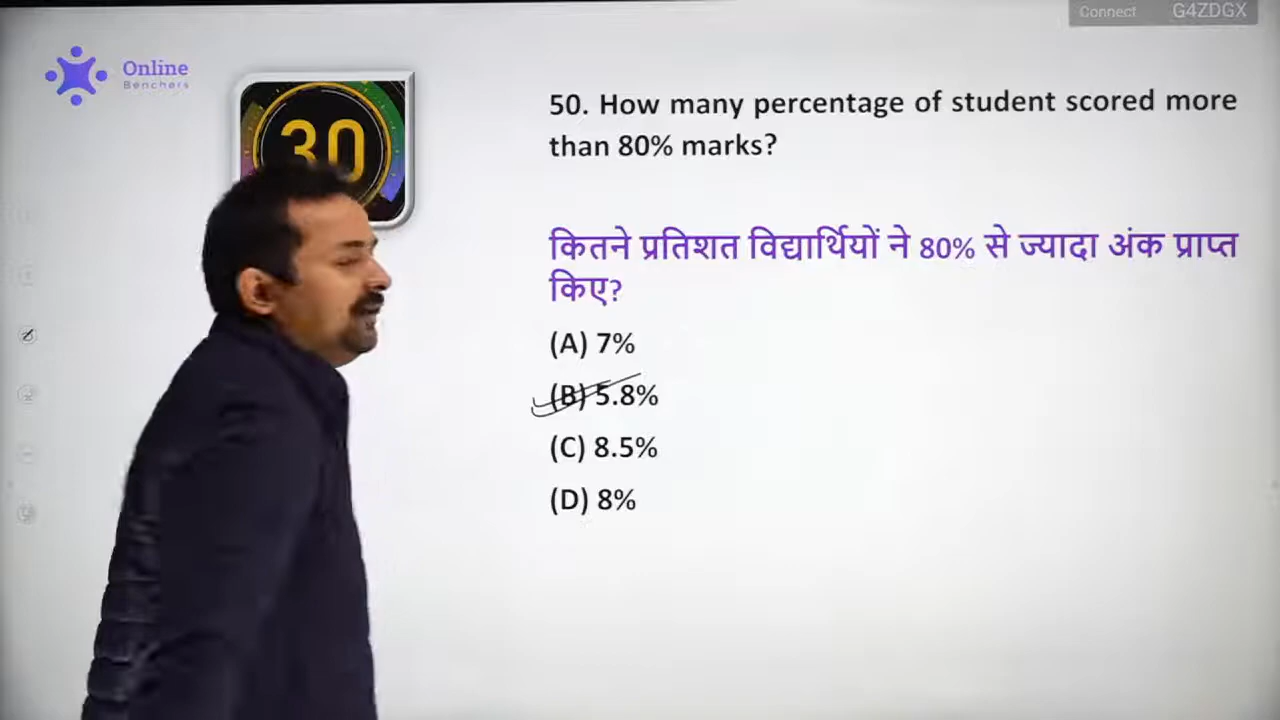 Connect G4ZDGX
Online
Benchers
30
50. How many percentage of student scored more
than 80% marks?
कितने प्रतिशत विद्यार्थियों ने 80% से ज्यादा अंक प्राप्त
किए?
(A) 7%
(B) 5.8%
(C) 8.5%
(D) 8%